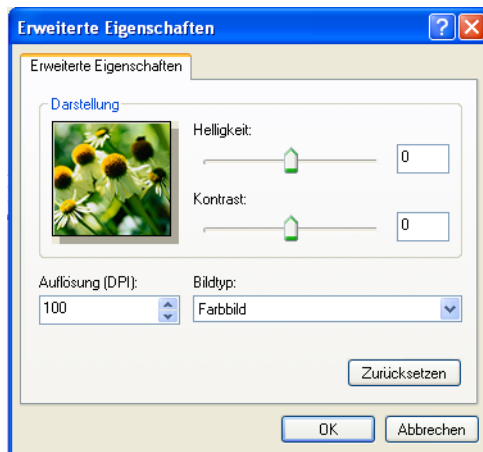 Erweiterte Eigenschaften
Erweiterte Eigenschaften
Darstellung
Helligkeit:
0
Kontrast:
0
Auflösung (DPI):
Bildtyp:
100
Farbbild
Zurücksetzen
OK
Abbrechen